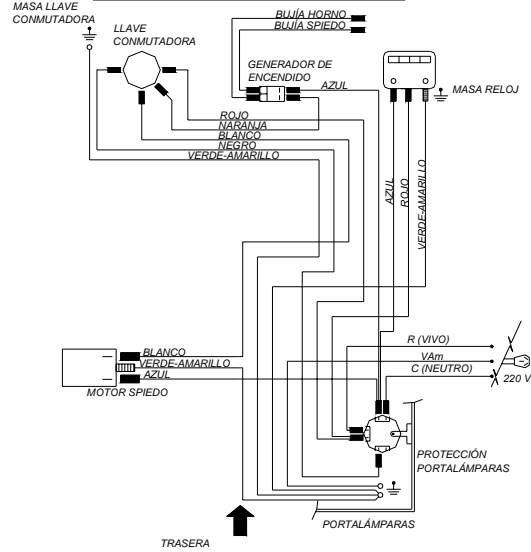 MASA LLAVE
CONMUTADORA
LLAVE
CONMUTADORA
BUJÍA HORNO
BUJÍA SPIEDO
GENERADOR DE
ENCENDIDO
AZUL
MASA RELOJ
ROJO
NARANJA
BLANCO
NEGRO
VERDE-AMARILLO
AZUL
ROJO
VERDE-AMARILLO
BLANCO
VERDE-AMARILLO
AZUL
MOTOR SPIEDO
R (VIVO)
VAm
C (NEUTRO)
220 V
PROTECCIÓN
PORTALÁMPARAS
PORTALÁMPARAS
TRASERA